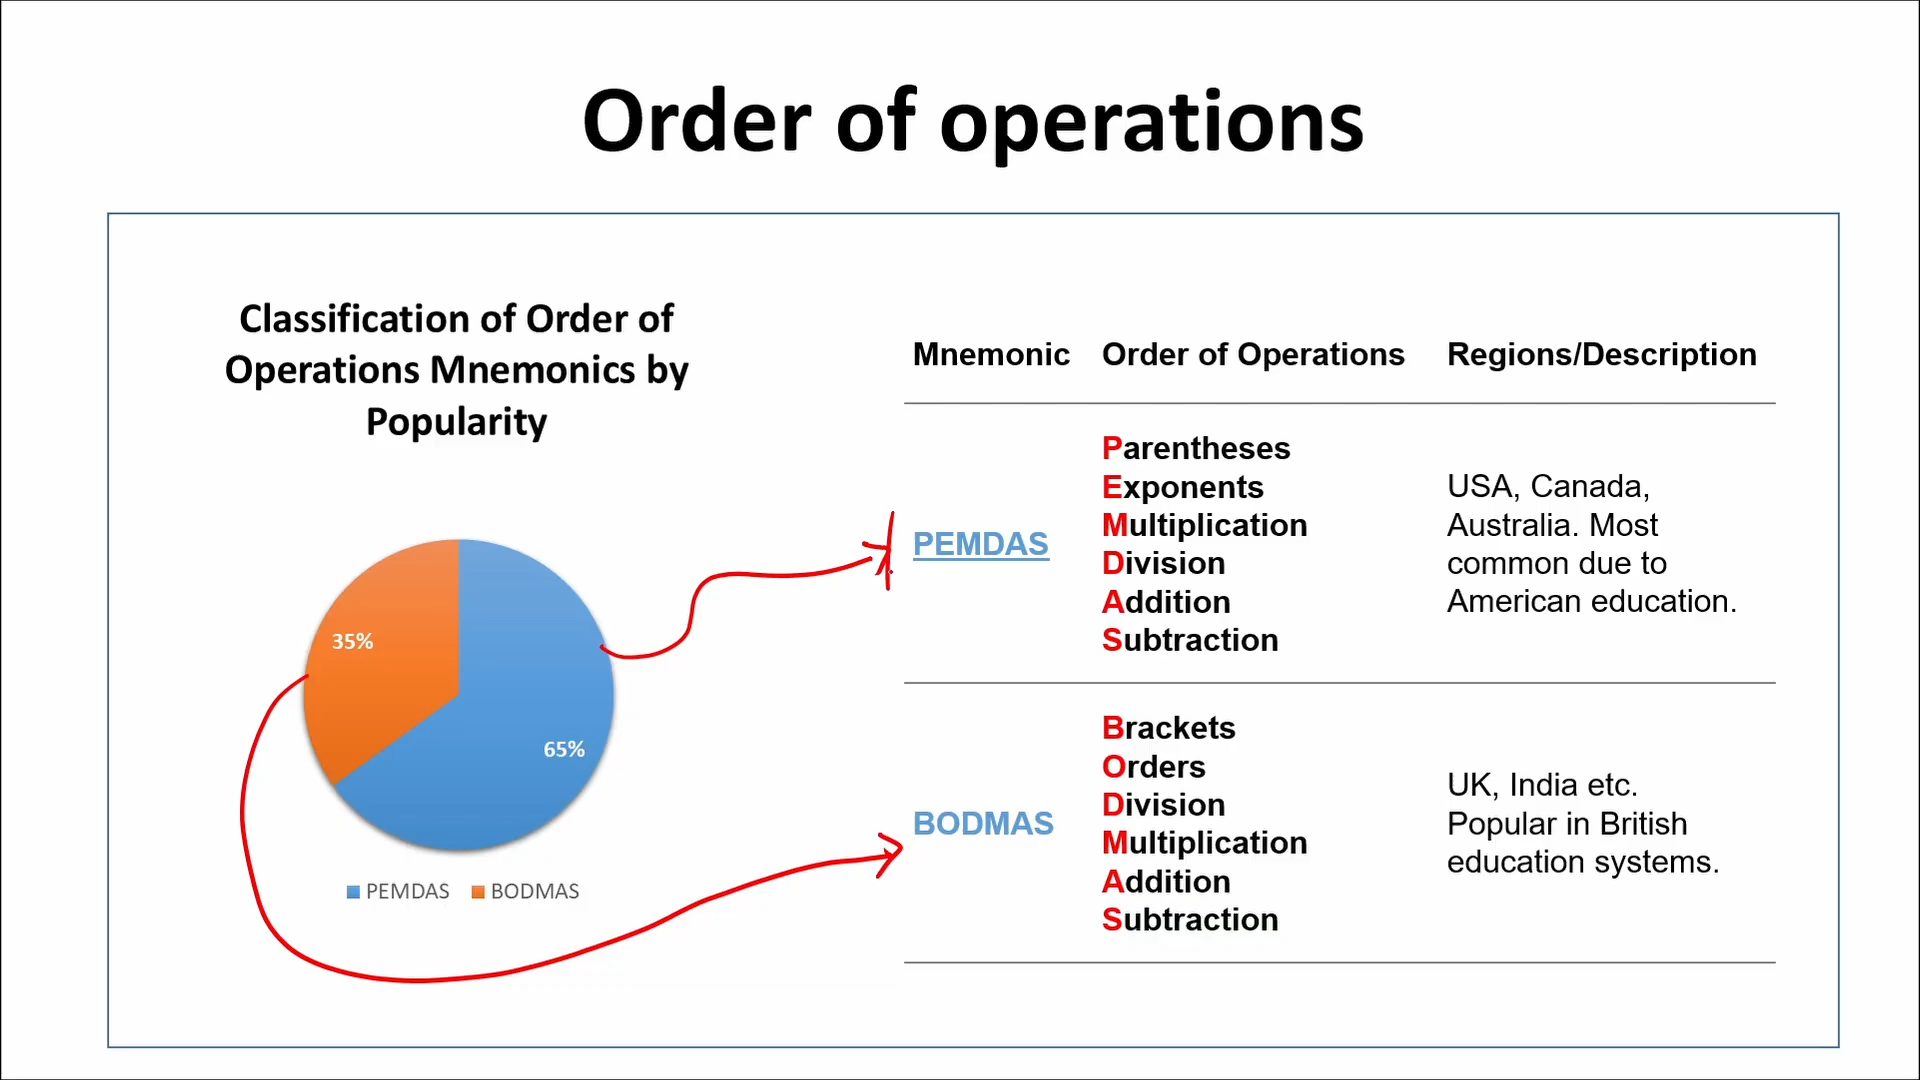 Order of operations
Classification of Order of
Operations Mnemonics by
Popularity
35%
65%
PEMDAS BODMAS
Mnemonic Order of Operations Regions/Description
PEMDAS
Parentheses
Exponents
Multiplication
Division
Addition
Subtraction
USA, Canada,
Australia. Most
common due to
American education.
BODMAS
Brackets
Orders
Division
Multiplication
Addition
Subtraction
UK, India etc.
Popular in British
education systems.